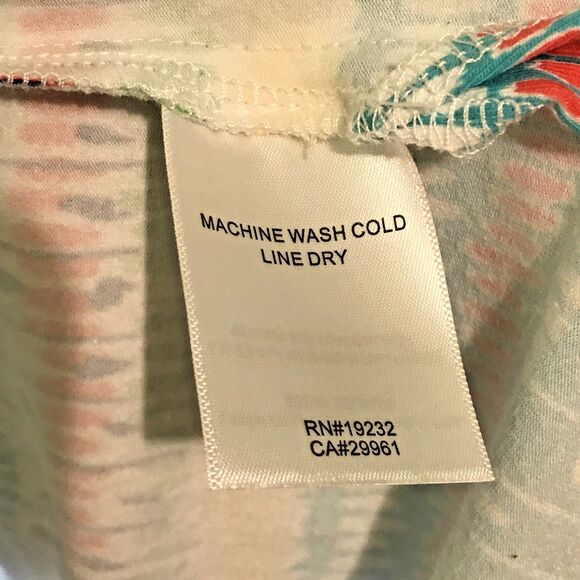 MACHINE WASH COLD
LINE DRY
RN#19232
CA#29961